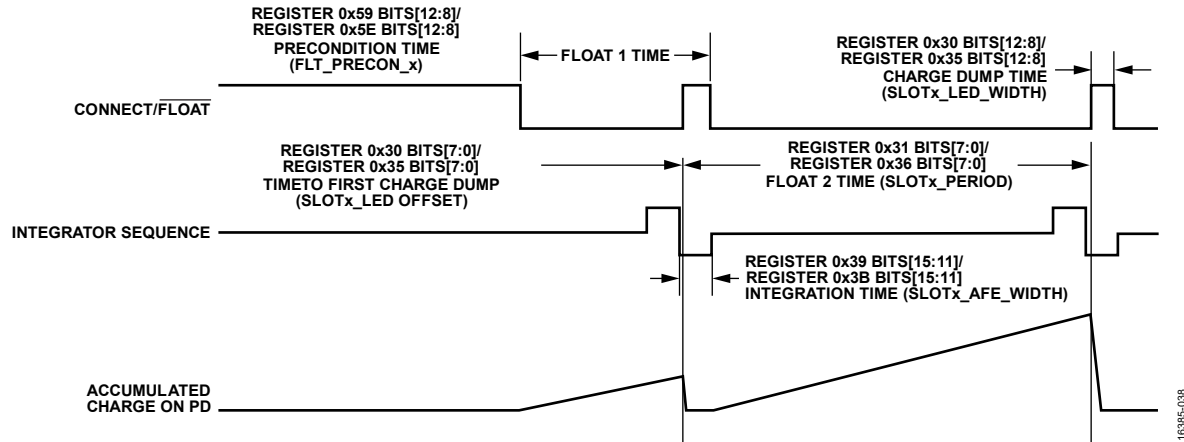 REGISTER 0x59 BITS[12:8]/
REGISTER 0x5E BITS[12:8]
PRECONDITION TIME
(FLT_PRECON_x)
FLOAT 1 TIME
REGISTER 0x30 BITS[12:8]/
REGISTER 0x35 BITS[12:8]
CHARGE DUMP TIME
(SLOTx_LED_WIDTH)
CONNECT/FLOAT
REGISTER 0x30 BITS[7:0]/
REGISTER 0x35 BITS[7:0]
TIMETO FIRST CHARGE DUMP
(SLOTx_LED OFFSET)
REGISTER 0x31 BITS[7:0]/
REGISTER 0x36 BITS[7:0]
FLOAT 2 TIME (SLOTx_PERIOD)
INTEGRATOR SEQUENCE
REGISTER 0x39 BITS[15:11]/
REGISTER 0x3B BITS[15:11]
INTEGRATION TIME (SLOTx_AFE_WIDTH)
ACCUMULATED
CHARGE ON PD
16385-038